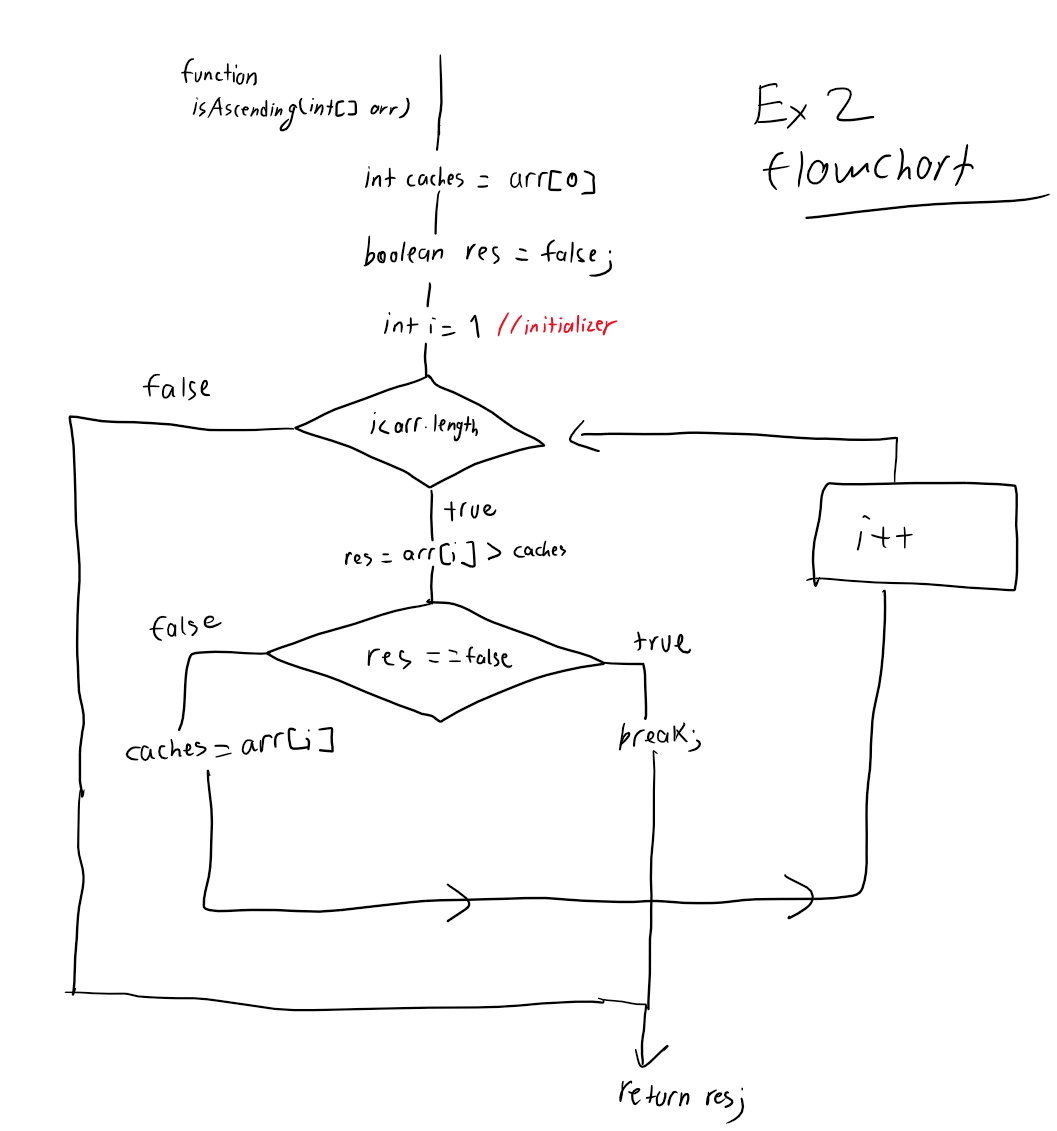 function
isAscending(int[] arr)
Ex 2
flowchart
int caches = arr[0]
boolean res = false;
int i = 1 //initializer
false
i<arr.length
true
i++
res = arr[i] > caches
false
true
res == false
caches = arr[i]
break;
return res;